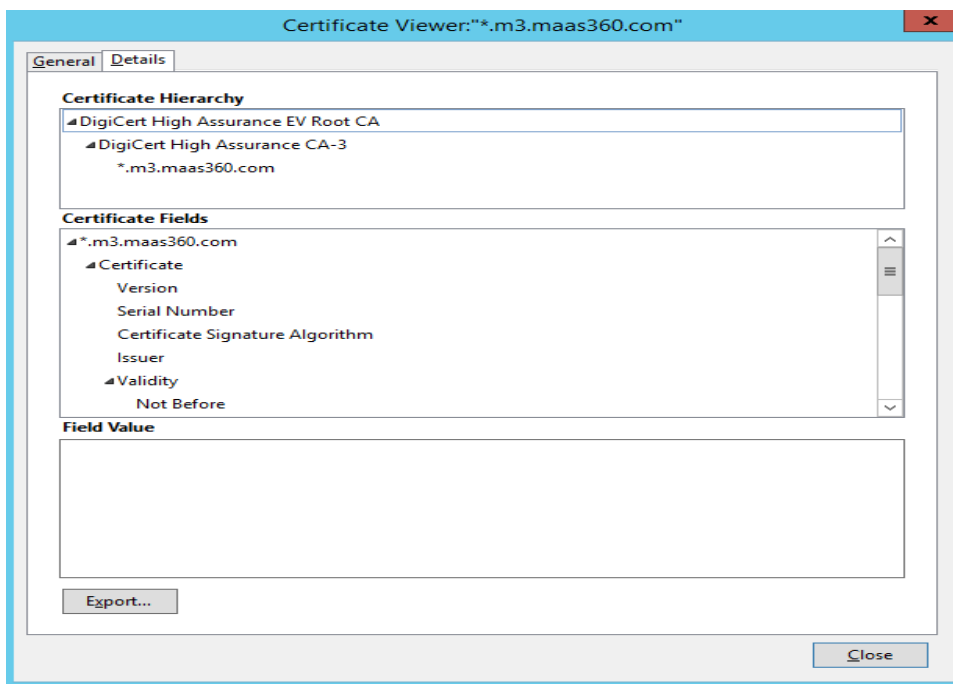 Certificate Viewer:"*.m3.maas360.com"
x
General Details
Certificate Hierarchy
DigiCert High Assurance EV Root CA
DigiCert High Assurance CA-3
*.m3.maas360.com
Certificate Fields
*.m3.maas360.com
Certificate
Version
Serial Number
Certificate Signature Algorithm
Issuer
Validity
Not Before
Field Value
Export...
Close